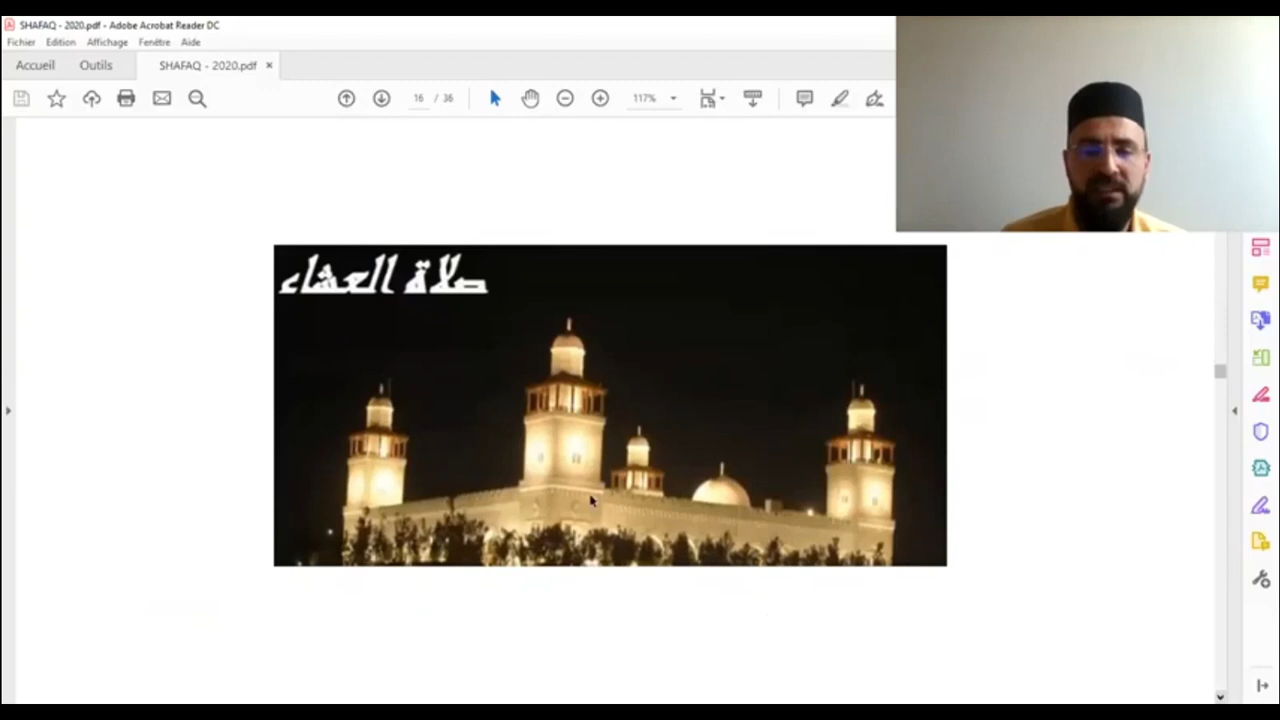 SHAFAQ - 2020.pdf - Adobe Acrobat Reader DC
Fichier Edition Affichage Fenêtre Aide
Accueil Outils SHAFAQ - 2020.pdf ×
16 / 36 117%
صلاة العشاء